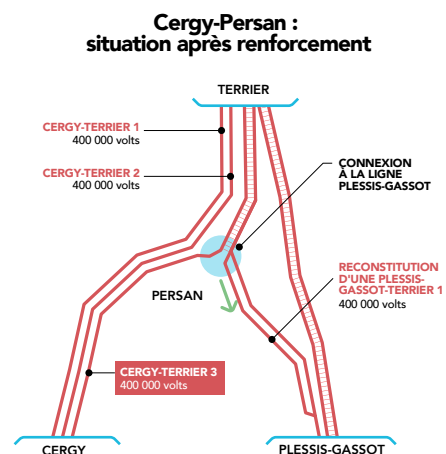 Cergy-Persan :
situation après renforcement
TERRIER
CERGY-TERRIER 1
400 000 volts
CERGY-TERRIER 2
400 000 volts
CONNEXION
À LA LIGNE
PLESSIS-GASSOT
PERSAN
RECONSTITUTION
D'UNE PLESSIS-
GASSOT-TERRIER 1
400 000 volts
CERGY-TERRIER 3
400 000 volts
CERGY
PLESSIS-GASSOT